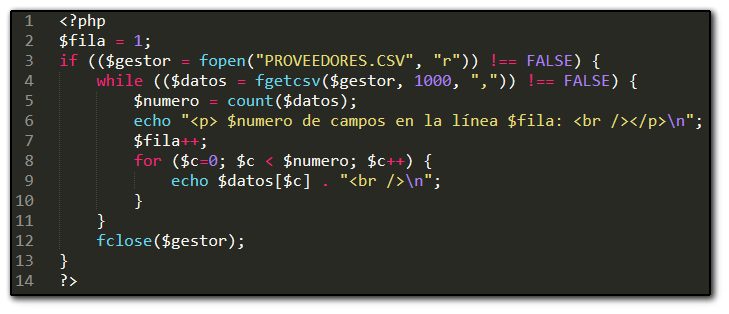 1 <?php
2 $fila = 1;
3 if (($gestor = fopen("PROVEEDORES.CSV", "r")) !== FALSE) {
4     while (($datos = fgetcsv($gestor, 1000, ",")) !== FALSE) {
5         $numero = count($datos);
6         echo "<p> $numero de campos en la línea $fila: <br /></p>\n";
7         $fila++;
8         for ($c=0; $c < $numero; $c++) {
9             echo $datos[$c] . "<br />\n";
10         }
11     }
12     fclose($gestor);
13 }
14 ?>